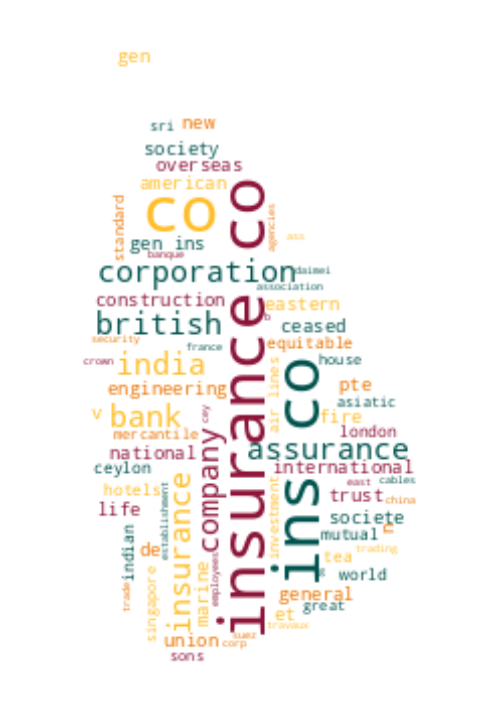 gen
sri new
society
overseas
american
co
insurance co
standard
agencies
ass
gen ins
banque
corporation
daimei
association
construction
eastern
b
british
ceased
security
france
equitable
crown
india
house
ins co
air lines
engineering
pte
asiatic
v
bank
cey
fire
mercantile
london
company
national
assurance
ceylon
international
insurance
investment
east
cables
hotels
establishment
trust
china
life
societe
indian
mutual
de
trading
employees
tea
marine
world
trade
singapore
general
great
et
travaux
union
suez
corp
sons